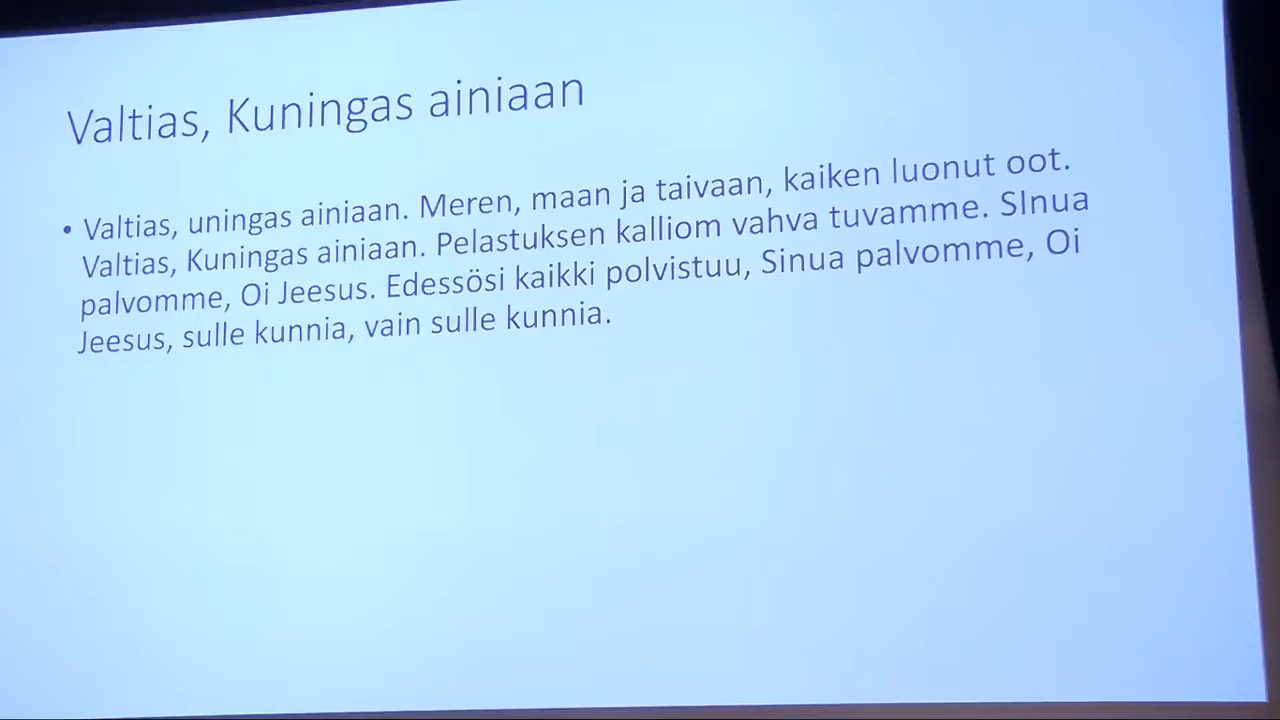 Valtias, Kuningas ainiaan
• Valtias, uningas ainiaan. Meren, maan ja taivaan, kaiken luonut oot.
Valtias, Kuningas ainiaan. Pelastuksen kalliom vahva tuvamme. SInua
palvomme, Oi Jeesus. Edessösi kaikki polvistuu, Sinua palvomme, Oi
Jeesus, sulle kunnia, vain sulle kunnia.